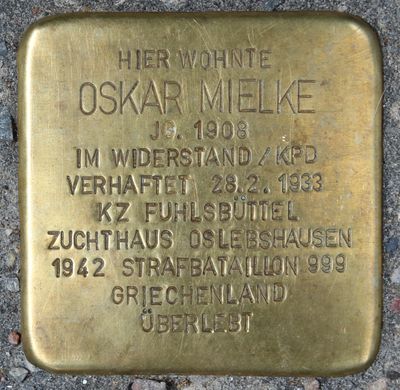 HIER WOHNTE
OSKAR MIELKE
JG. 1908
IM WIDERSTAND / KPD
VERHAFTET 28.2. 1933
KZ FUHLSBÜTTEL
ZUCHTHAUS OSLEBSHAUSEN
1942 STRAFBATAILLON 999
GRIECHENLAND
ÜBERLEBT